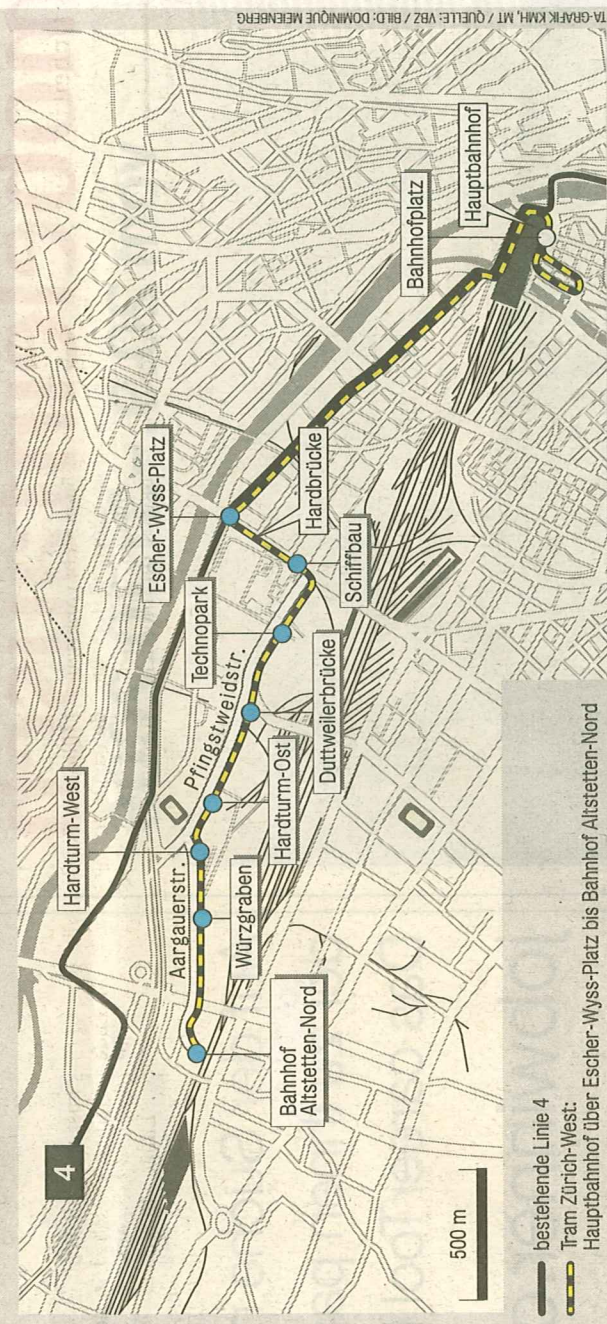 4
Hardturm-West
Aargauerstr.
Pfingstweidstr.
Technopark
Escher-Wyss-Platz
Bahnhofplatz
Hauptbahnhof
Bahnhof
Altstetten-Nord
Würzgraben
Hardturm-Ost
Duttweilerbrücke
Schiffbau
Hardbrücke
500 m
bestehende Linie 4
Tram Zürich-West:
Hauptbahnhof über Escher-Wyss-Platz bis Bahnhof Altstetten-Nord
TA-GRAFIK KMH, MT / QUELLE: VBZ / BILD: DOMINIQUE MEIENBERG